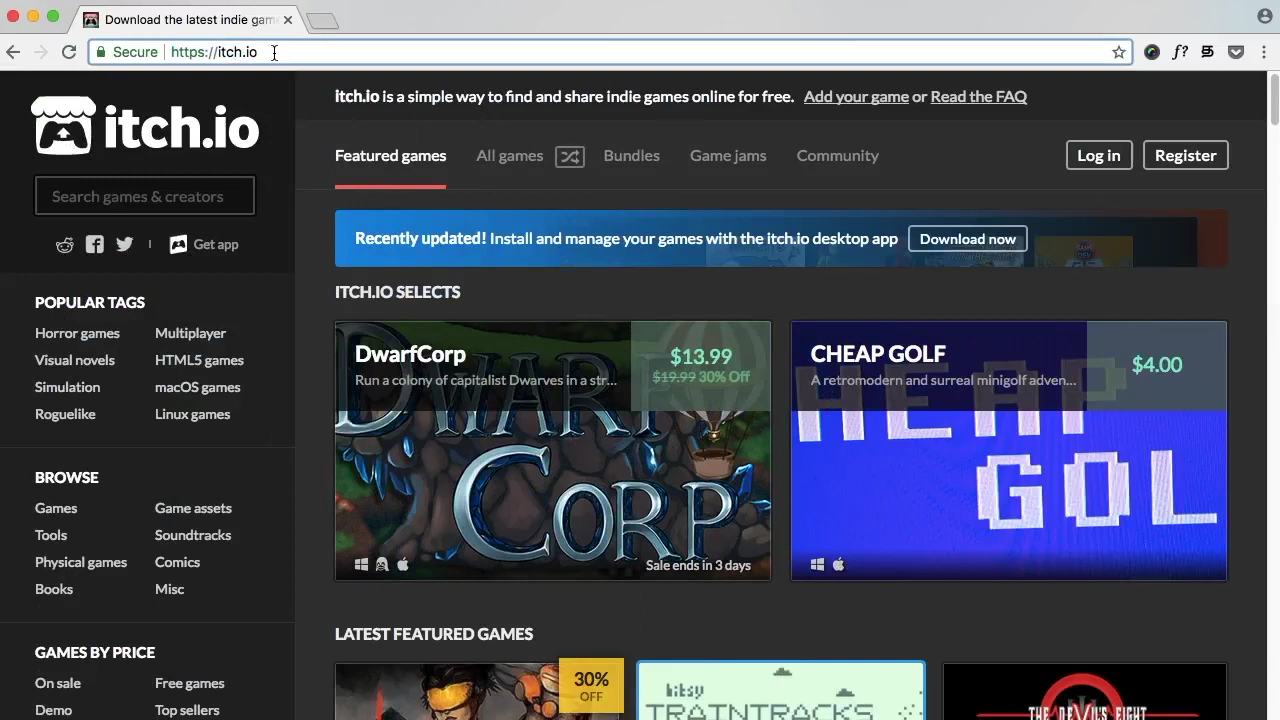 Download the latest indie gam
Secure https://itch.io
itch.io
itch.io is a simple way to find and share indie games online for free. Add your game or Read the FAQ
Featured games All games Bundles Game jams Community Log in Register
Search games & creators
Get app
Recently updated! Install and manage your games with the itch.io desktop app Download now
POPULAR TAGS
Horror games Multiplayer
Visual novels HTML5 games
Simulation macOS games
Roguelike Linux games
BROWSE
Games Game assets
Tools Soundtracks
Physical games Comics
Books Misc
GAMES BY PRICE
On sale Free games
Demo Top sellers
ITCH.IO SELECTS
DwarfCorp $13.99
Run a colony of capitalist Dwarves in a str... $19.99 30% Off
DWARF
CORP
Sale ends in 3 days
CHEAP GOLF $4.00
A retromodern and surreal minigolf adven...
HEAP
GOL
LATEST FEATURED GAMES
30%
OFF
bitsy
TRAINTRACKS
THE DEVIL'S EIGHT